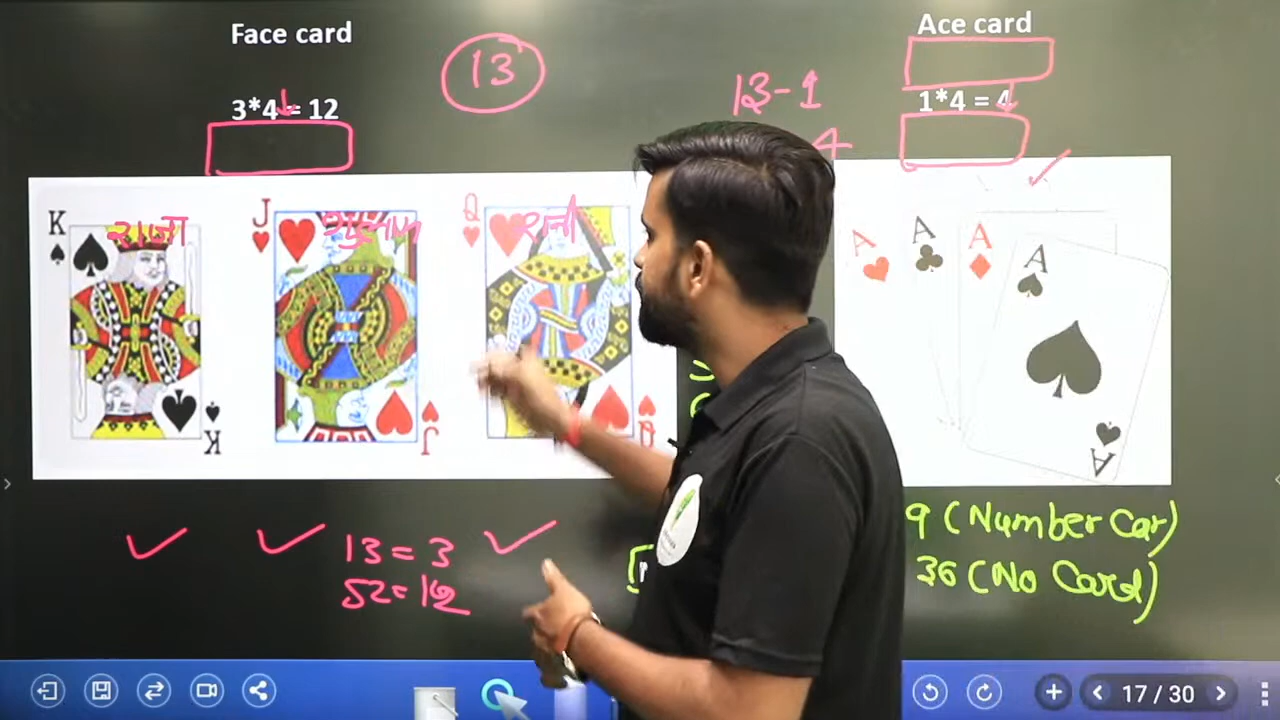 Face card
Ace card
13
3*4 = 12
13-1
4
1*4 = 4
K
राजा
J
गुलाम
Q
रानी
A
A
A
A
K
J
Q
A
13 = 3
52 = 12
9 (Number Car)
36 (No Card)
17 / 30